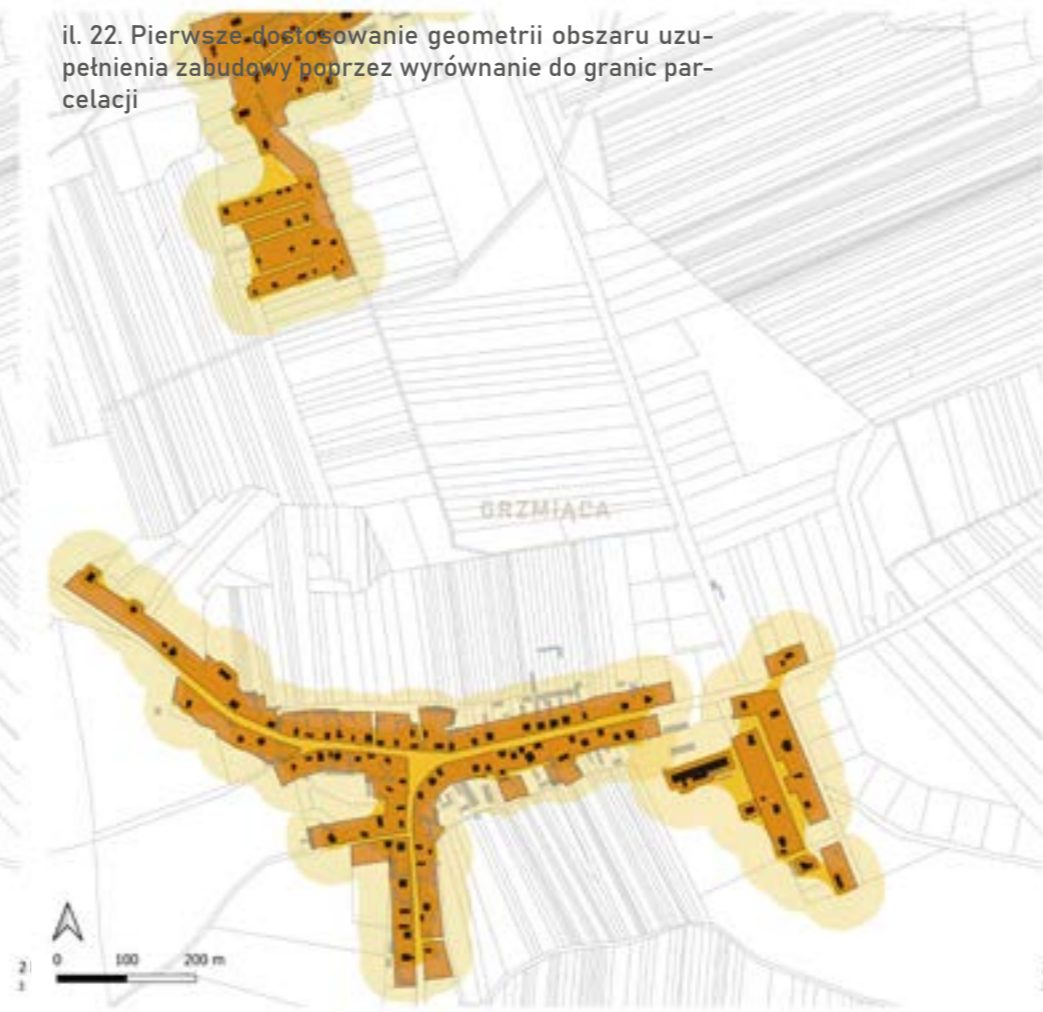 il. 22. Pierwsze dostosowanie geometrii obszaru uzu-
pełnienia zabudowy poprzez wyrównanie do granic par-
celacji
GRZMIĄCA
0 100 200 m